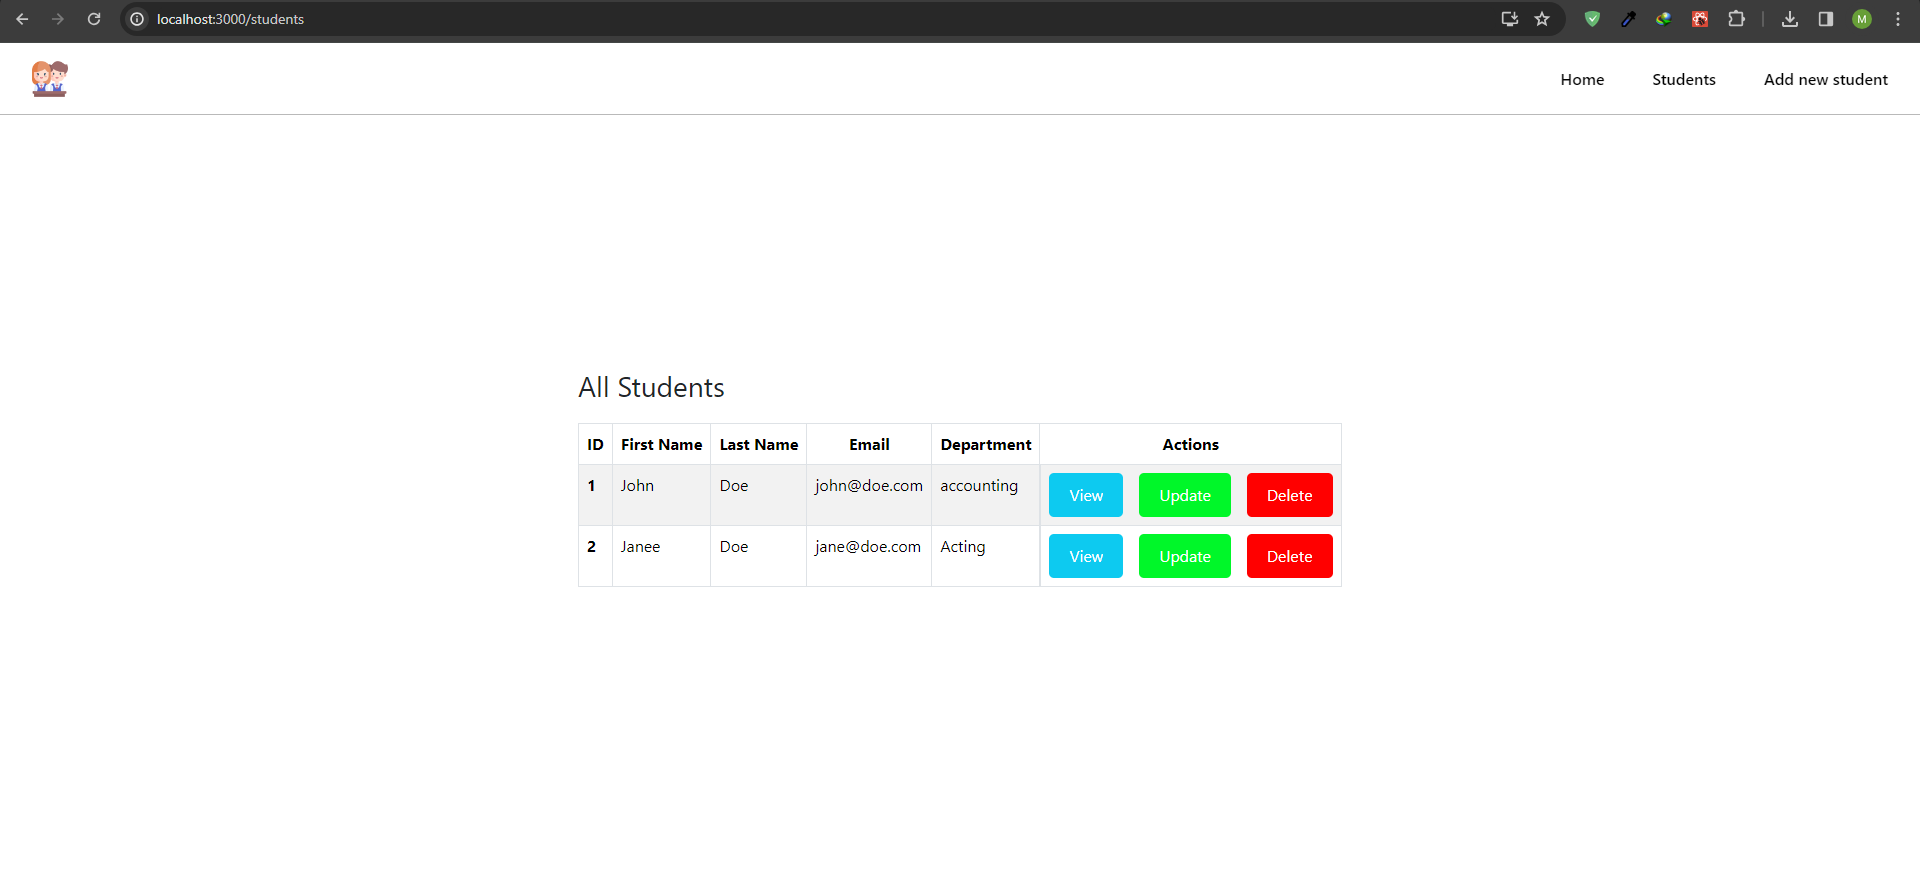 localhost:3000/students
M
Home Students Add new student
All Students
ID First Name Last Name Email Department Actions
1 John Doe john@doe.com accounting View Update Delete
2 Janee Doe jane@doe.com Acting View Update Delete